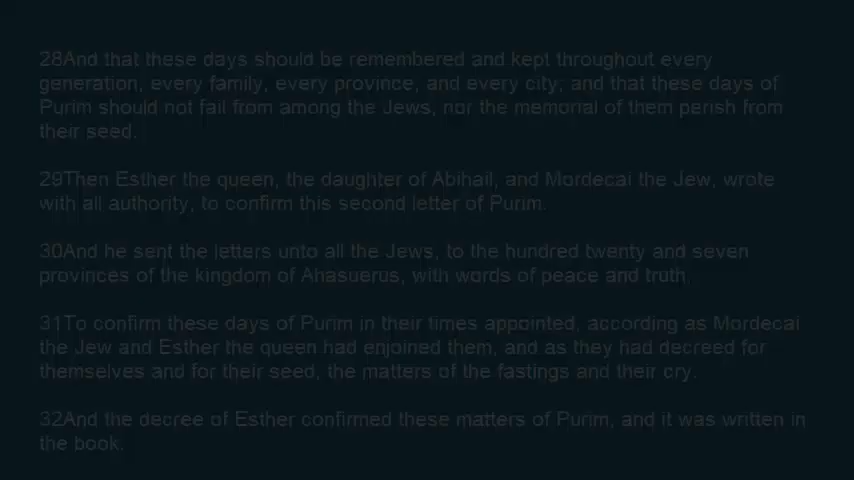 28And that these days should be remembered and kept throughout every
generation, every family, every province, and every city; and that these days of
Purim should not fail from among the Jews, nor the memorial of them perish from
their seed.
29Then Esther the queen, the daughter of Abihail, and Mordecai the Jew, wrote
with all authority, to confirm this second letter of Purim.
30And he sent the letters unto all the Jews, to the hundred twenty and seven
provinces of the kingdom of Ahasuerus, with words of peace and truth,
31To confirm these days of Purim in their times appointed, according as Mordecai
the Jew and Esther the queen had enjoined them, and as they had decreed for
themselves and for their seed, the matters of the fastings and their cry.
32And the decree of Esther confirmed these matters of Purim, and it was written in
the book.